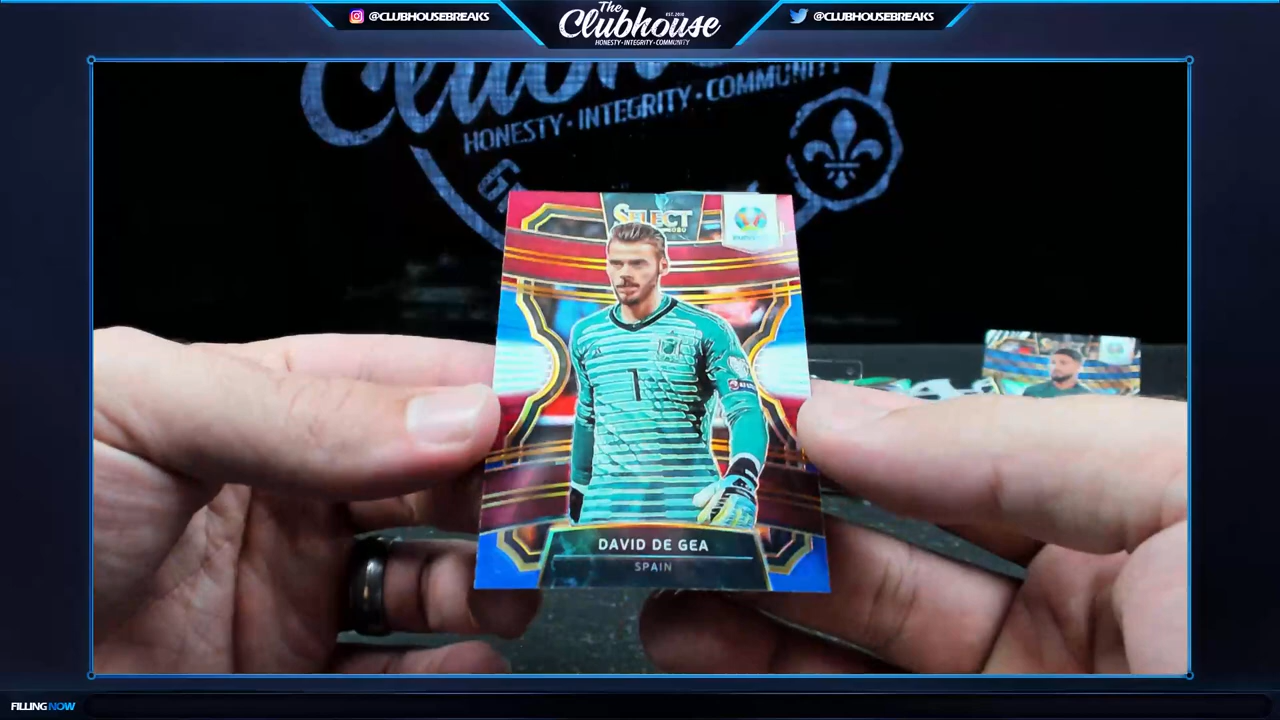 @CLUBHOUSEBREAKS
The
Clubhouse
EST. 2018
HONESTY•INTEGRITY•COMMUNITY
@CLUBHOUSEBREAKS
HONESTY • INTEGRITY • COMMUNITY
SELECT
1
DAVID DE GEA
SPAIN
FILLING NOW